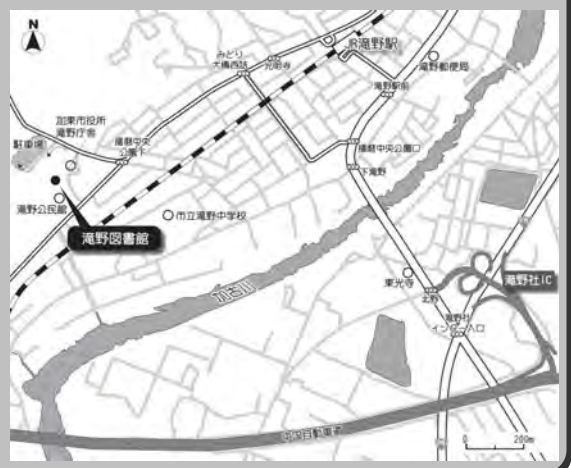 N
JR滝野駅
みどり
大橋西詰
光明寺
滝野郵便局
滝野駅前
加東市役所
滝野庁舎
駐車場
播磨中央
公園下
播磨中央公園口
下滝野
滝野公民館
市立滝野中学校
滝野図書館
加古川
東光寺
北野
滝野社IC
滝野社
インター入口
中国自動車道
0 200m